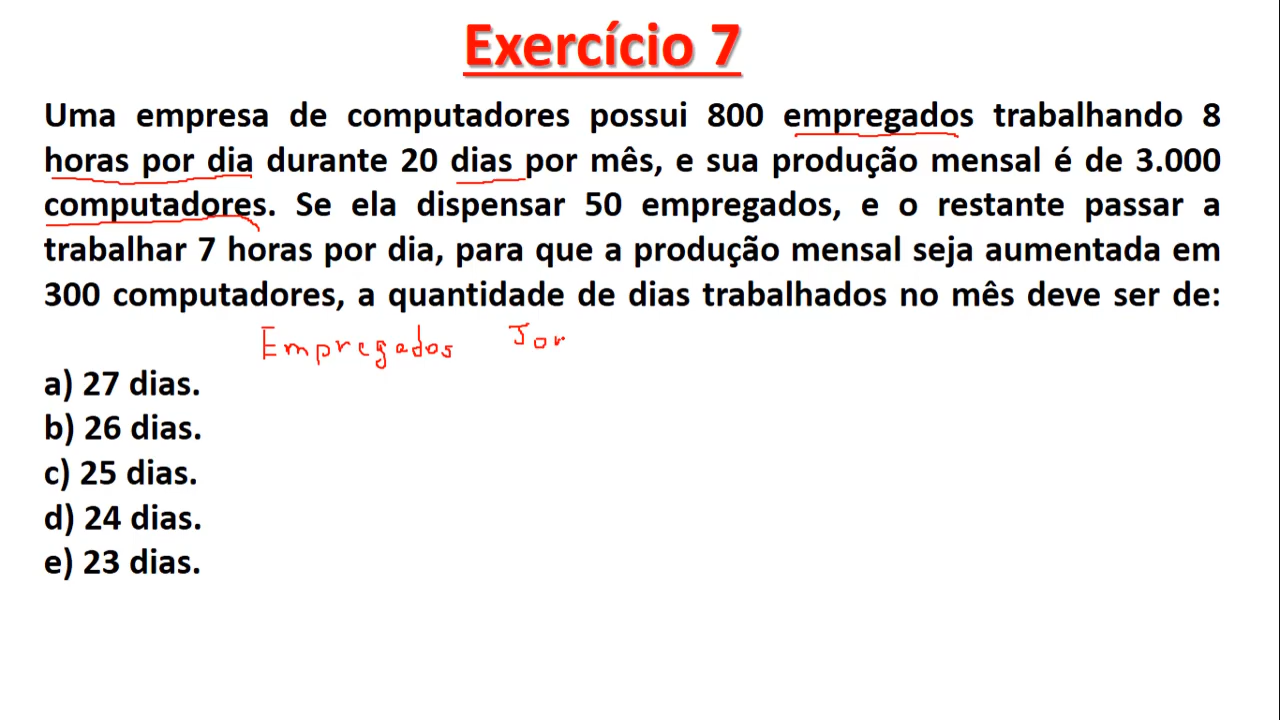 Exercício 7
Uma empresa de computadores possui 800 empregados trabalhando 8
horas por dia durante 20 dias por mês, e sua produção mensal é de 3.000
computadores. Se ela dispensar 50 empregados, e o restante passar a
trabalhar 7 horas por dia, para que a produção mensal seja aumentada em
300 computadores, a quantidade de dias trabalhados no mês deve ser de:
Empregados Jor
a) 27 dias.
b) 26 dias.
c) 25 dias.
d) 24 dias.
e) 23 dias.